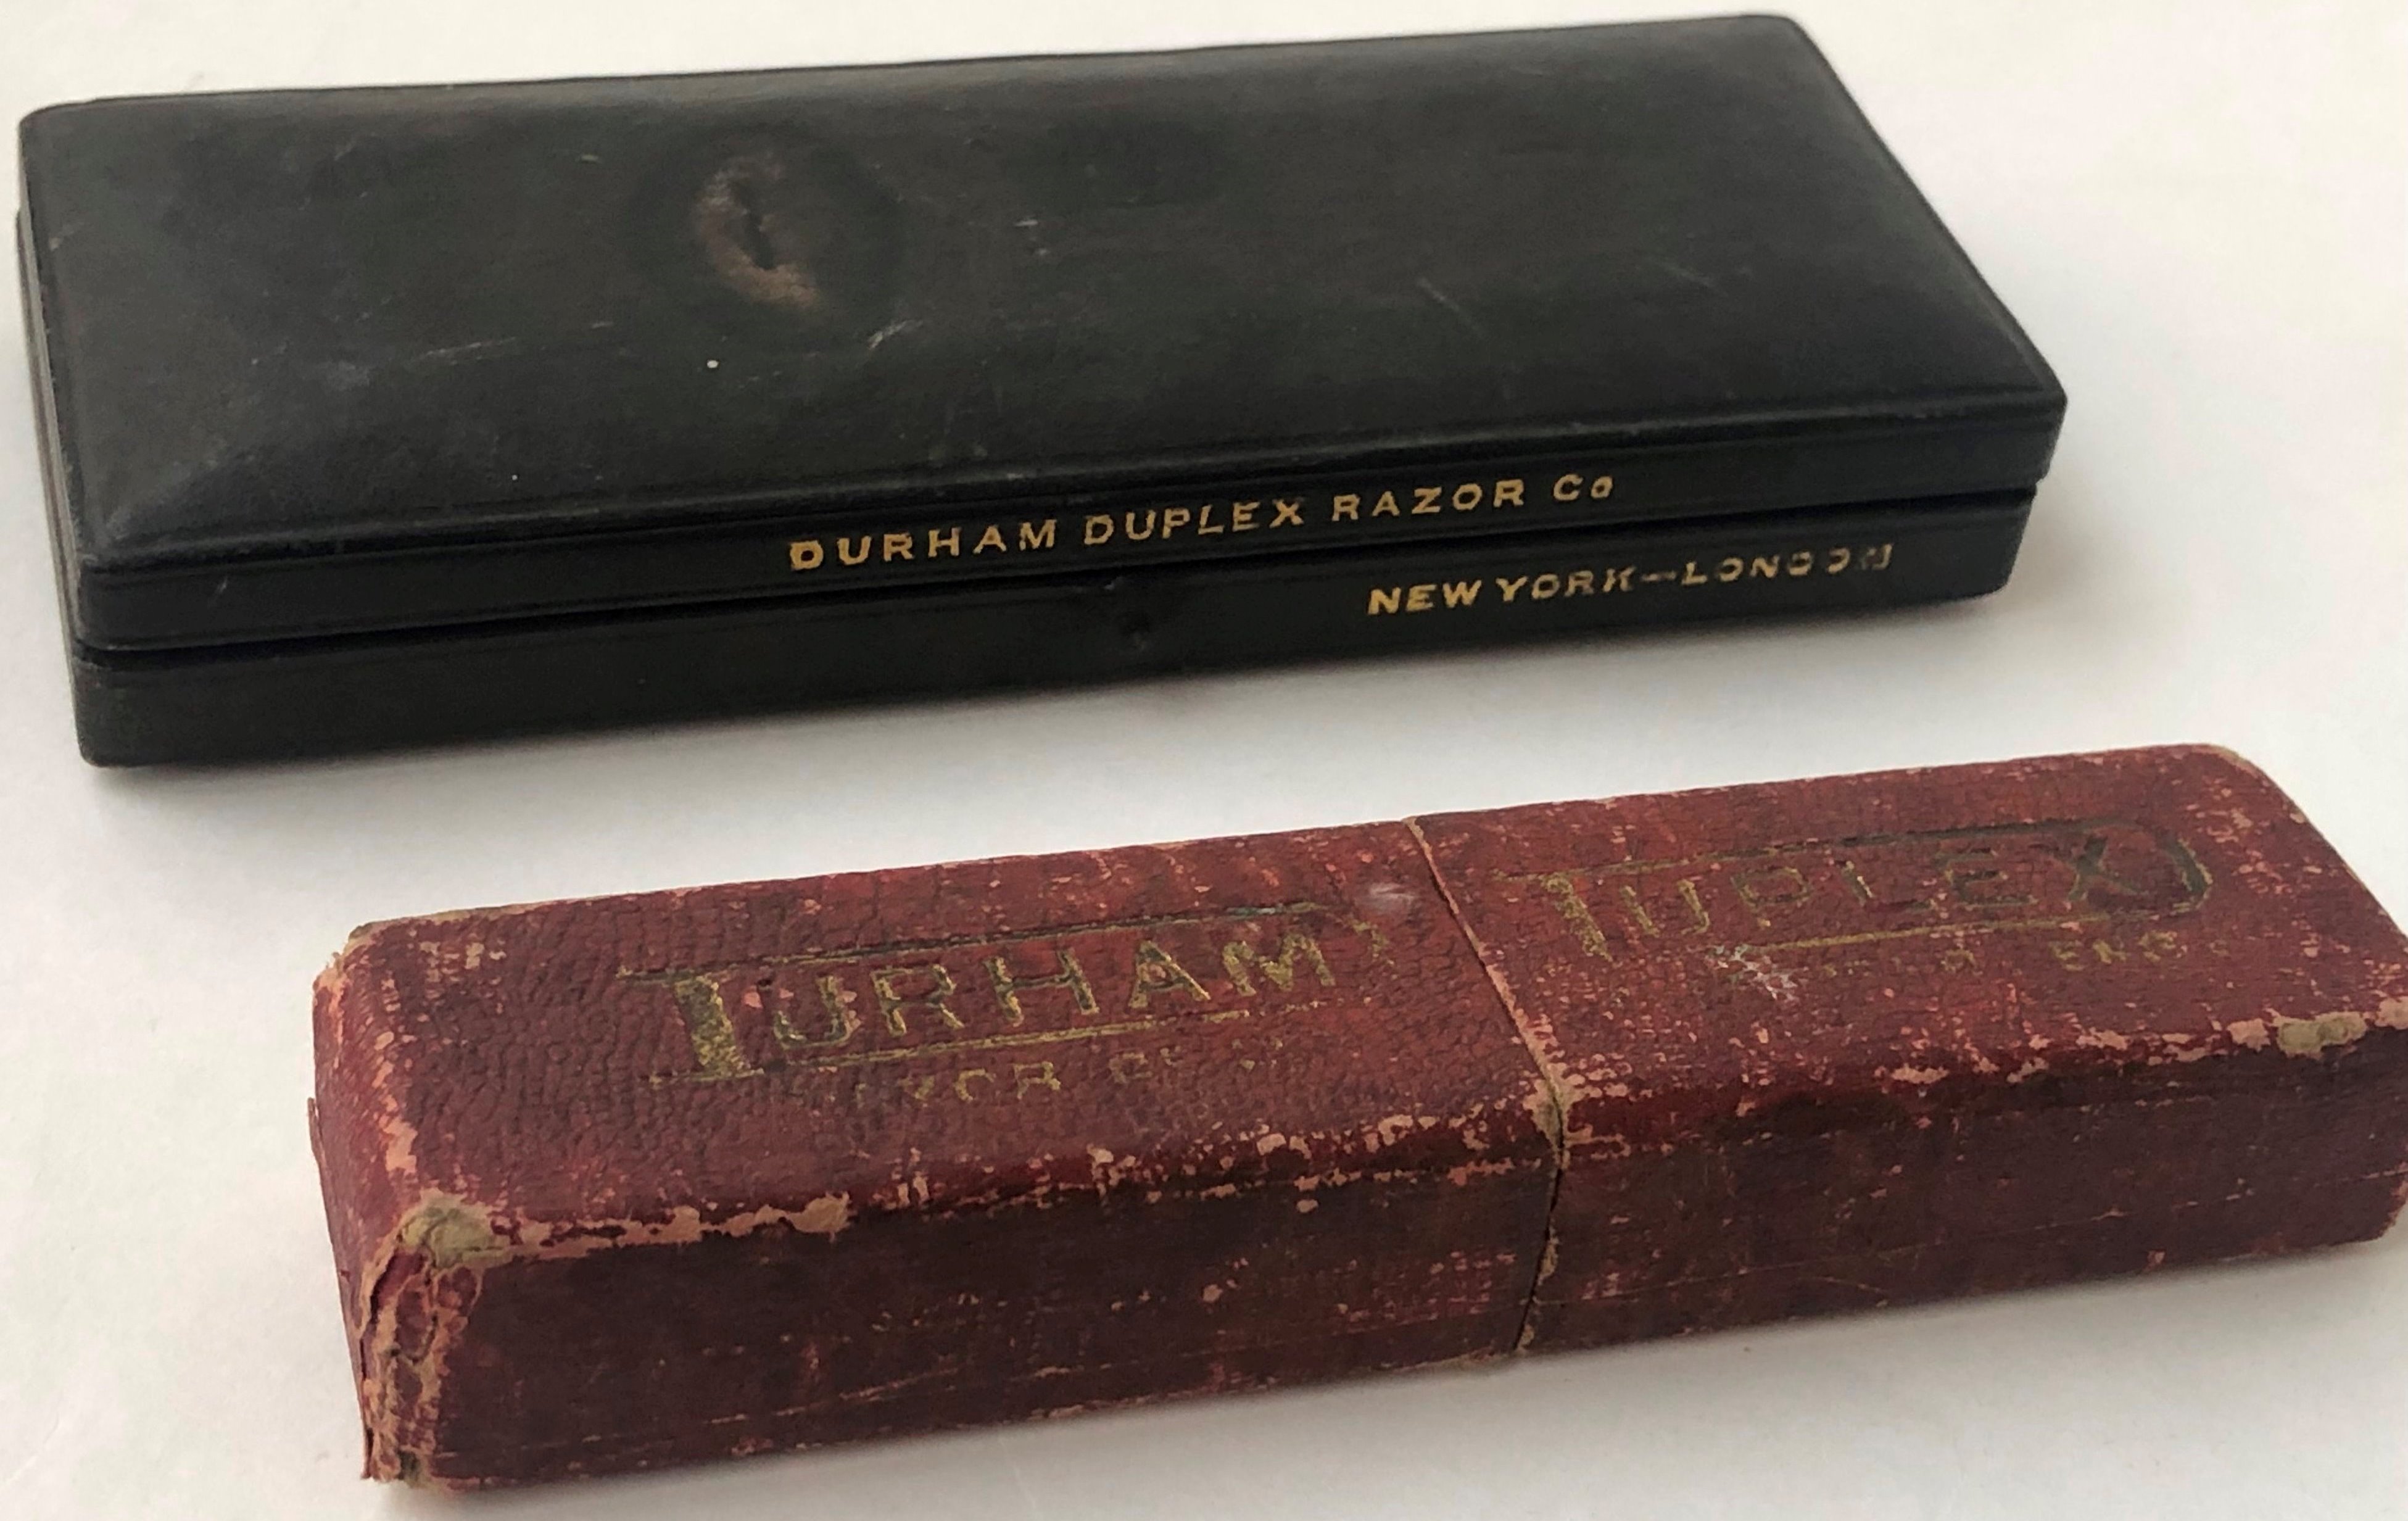 DURHAM DUPLEX RAZOR Co
NEW YORK—LONDON
DURHAM DUPLEX